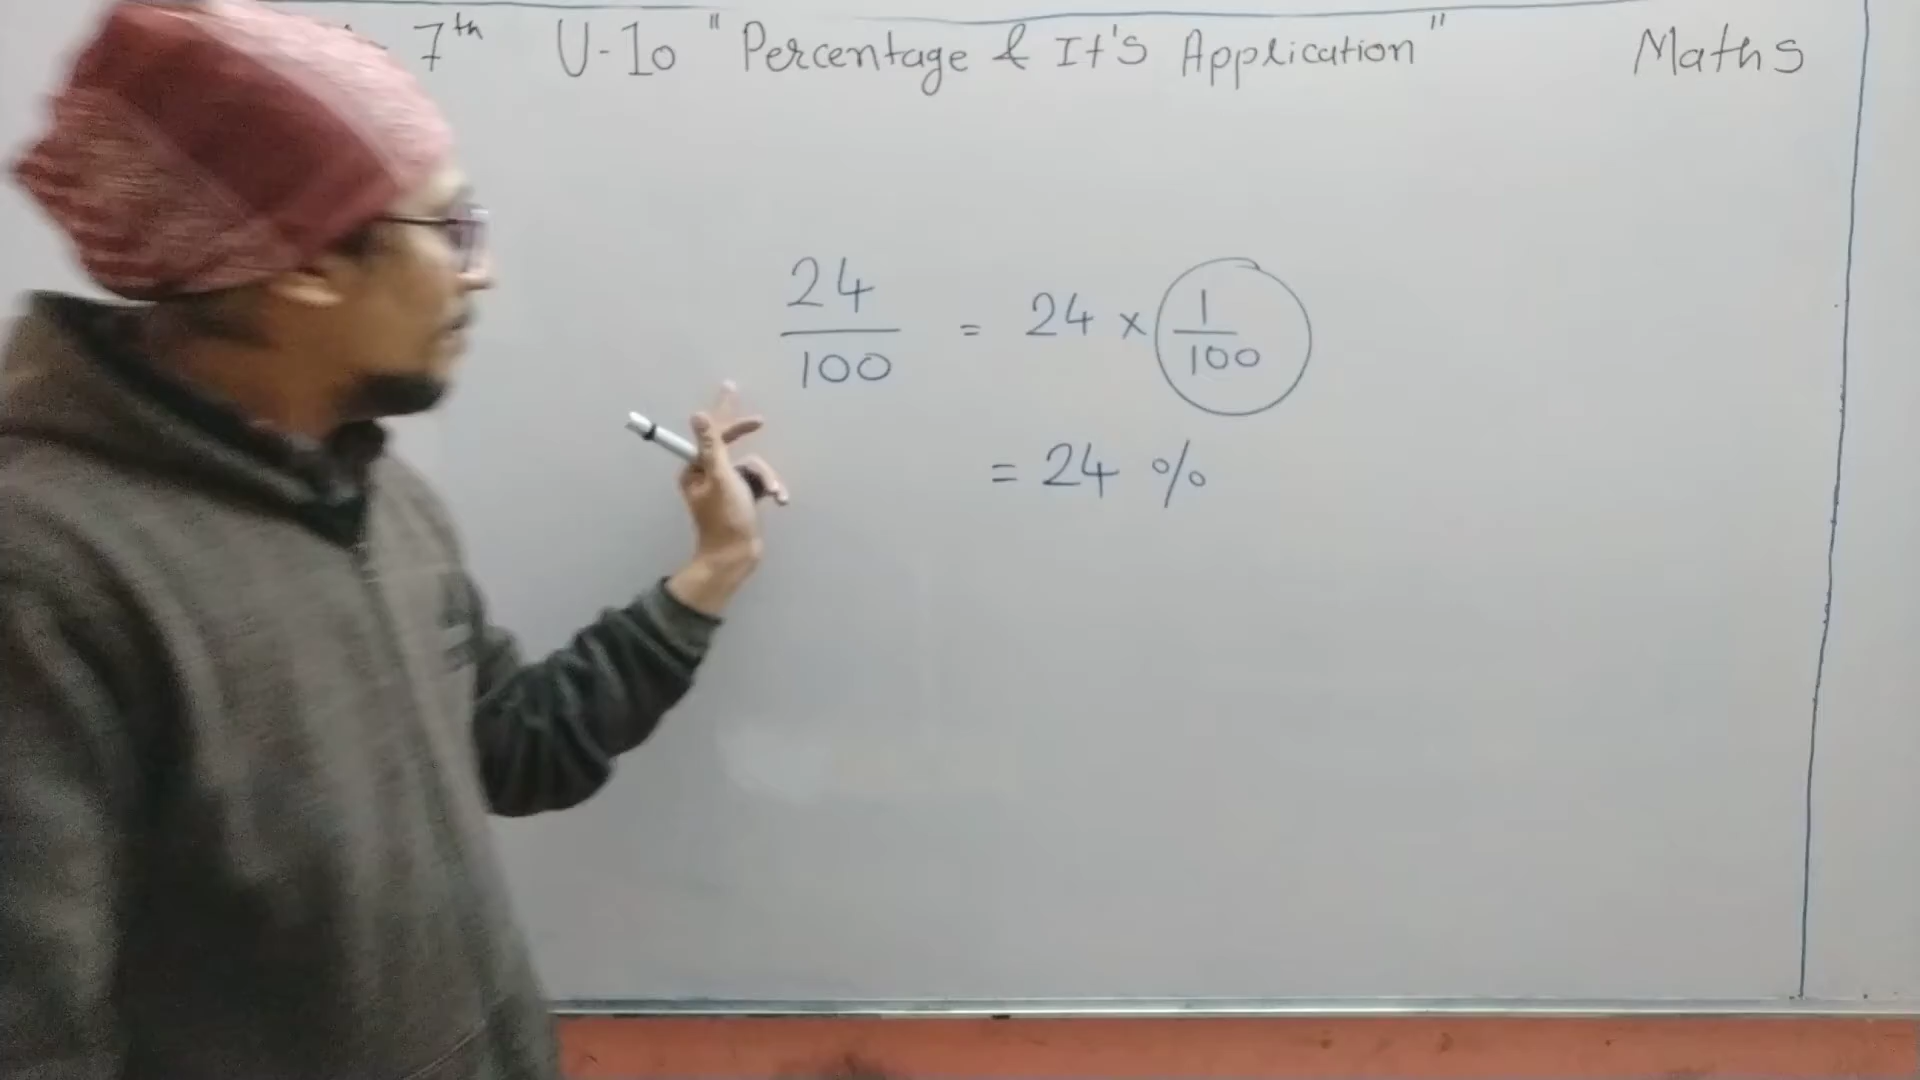 7th U-10 "Percentage & It's Application" Maths
24/100 = 24 × 1/100
= 24 %